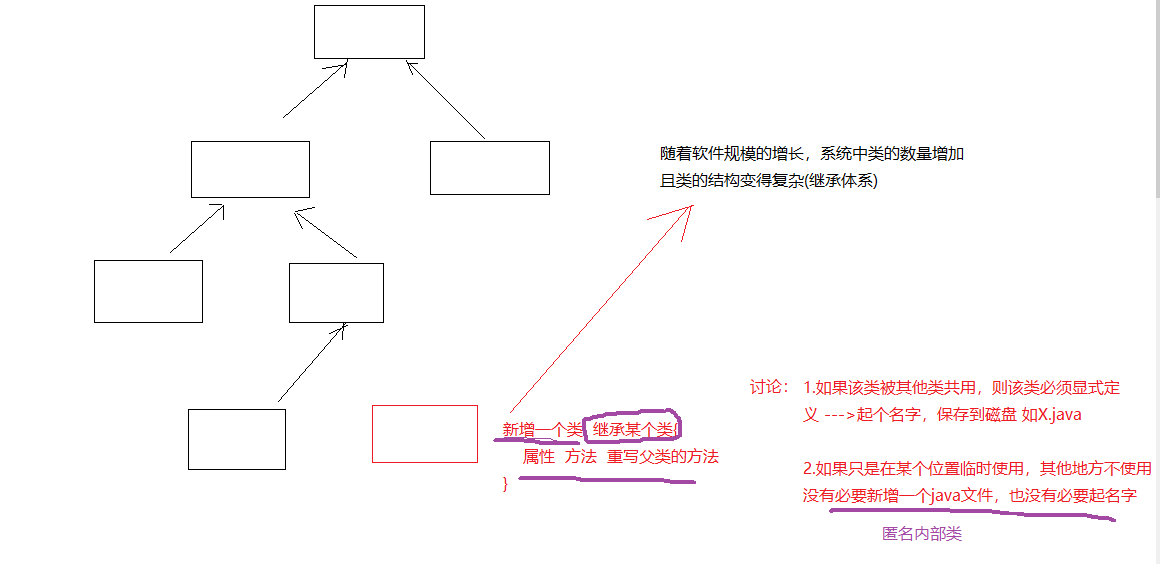 随着软件规模的增长，系统中类的数量增加
且类的结构变得复杂(继承体系)
讨论： 1.如果该类被其他类共用，则该类必须显式定
义 --->起个名字，保存到磁盘 如X.java
新增一个类 继承某个类{
属性 方法 重写父类的方法
}
2.如果只是在某个位置临时使用，其他地方不使用
没有必要新增一个java文件，也没有必要起名字
匿名内部类